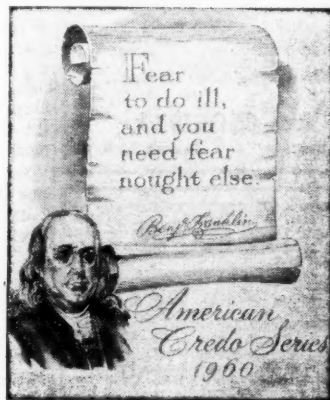 Fear
to do ill,
and you
need fear
nought else.
Benj Franklin
American
Credo Series
1960